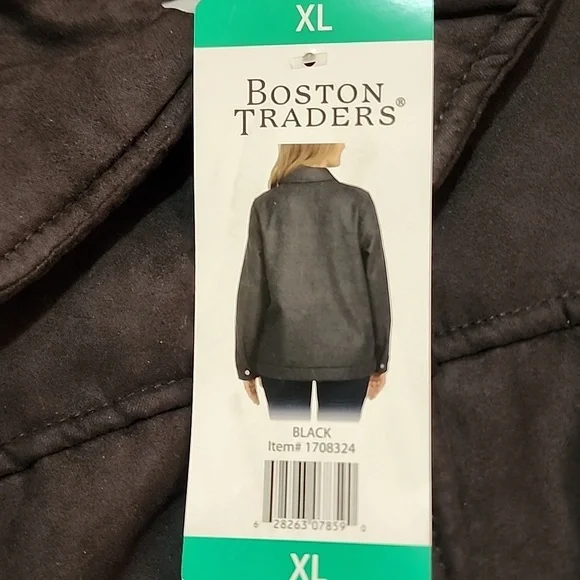 XL
BOSTON
TRADERS®
BLACK
Item# 1708324
6 28263 07859 0
XL